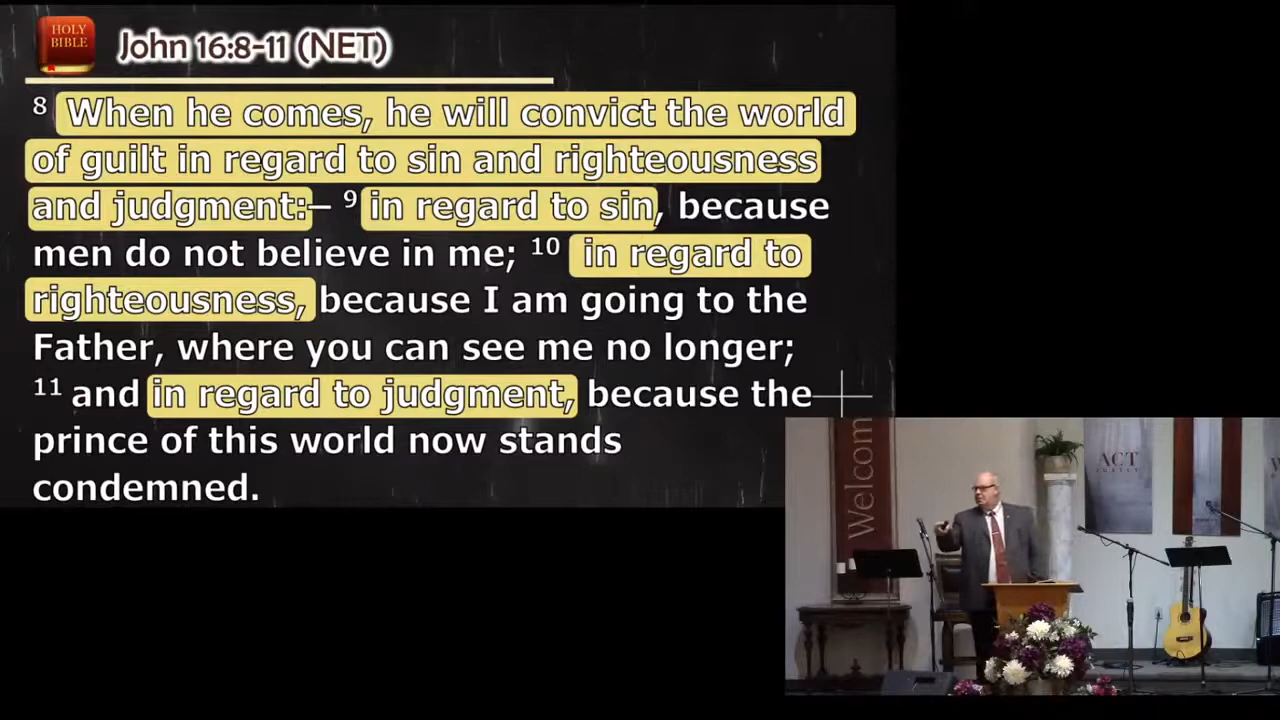 HOLY
BIBLE
John 16:8-11 (NET)
8 When he comes, he will convict the world
of guilt in regard to sin and righteousness
and judgment:– 9 in regard to sin, because
men do not believe in me; 10 in regard to
righteousness, because I am going to the
Father, where you can see me no longer;
11 and in regard to judgment, because the
prince of this world now stands
condemned.
Welcom
ACT
JUSTLY